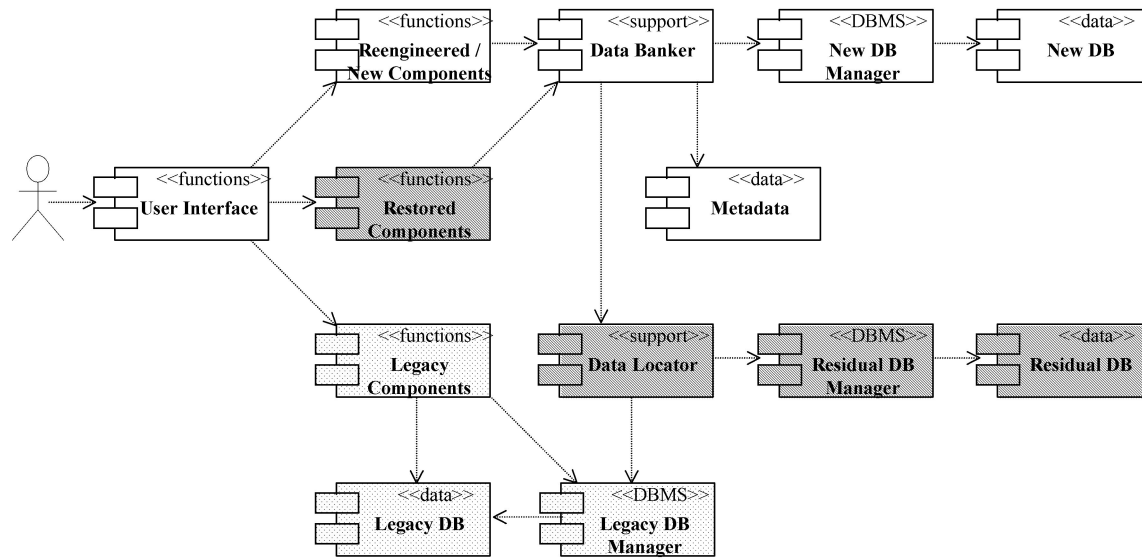 <<functions>>
Reengineered /
New Components
<<support>>
Data Banker
<<DBMS>>
New DB
Manager
<<data>>
New DB
<<functions>>
User Interface
<<functions>>
Restored
Components
<<data>>
Metadata
<<functions>>
Legacy
Components
<<support>>
Data Locator
<<DBMS>>
Residual DB
Manager
<<data>>
Residual DB
<<data>>
Legacy DB
<<DBMS>>
Legacy DB
Manager